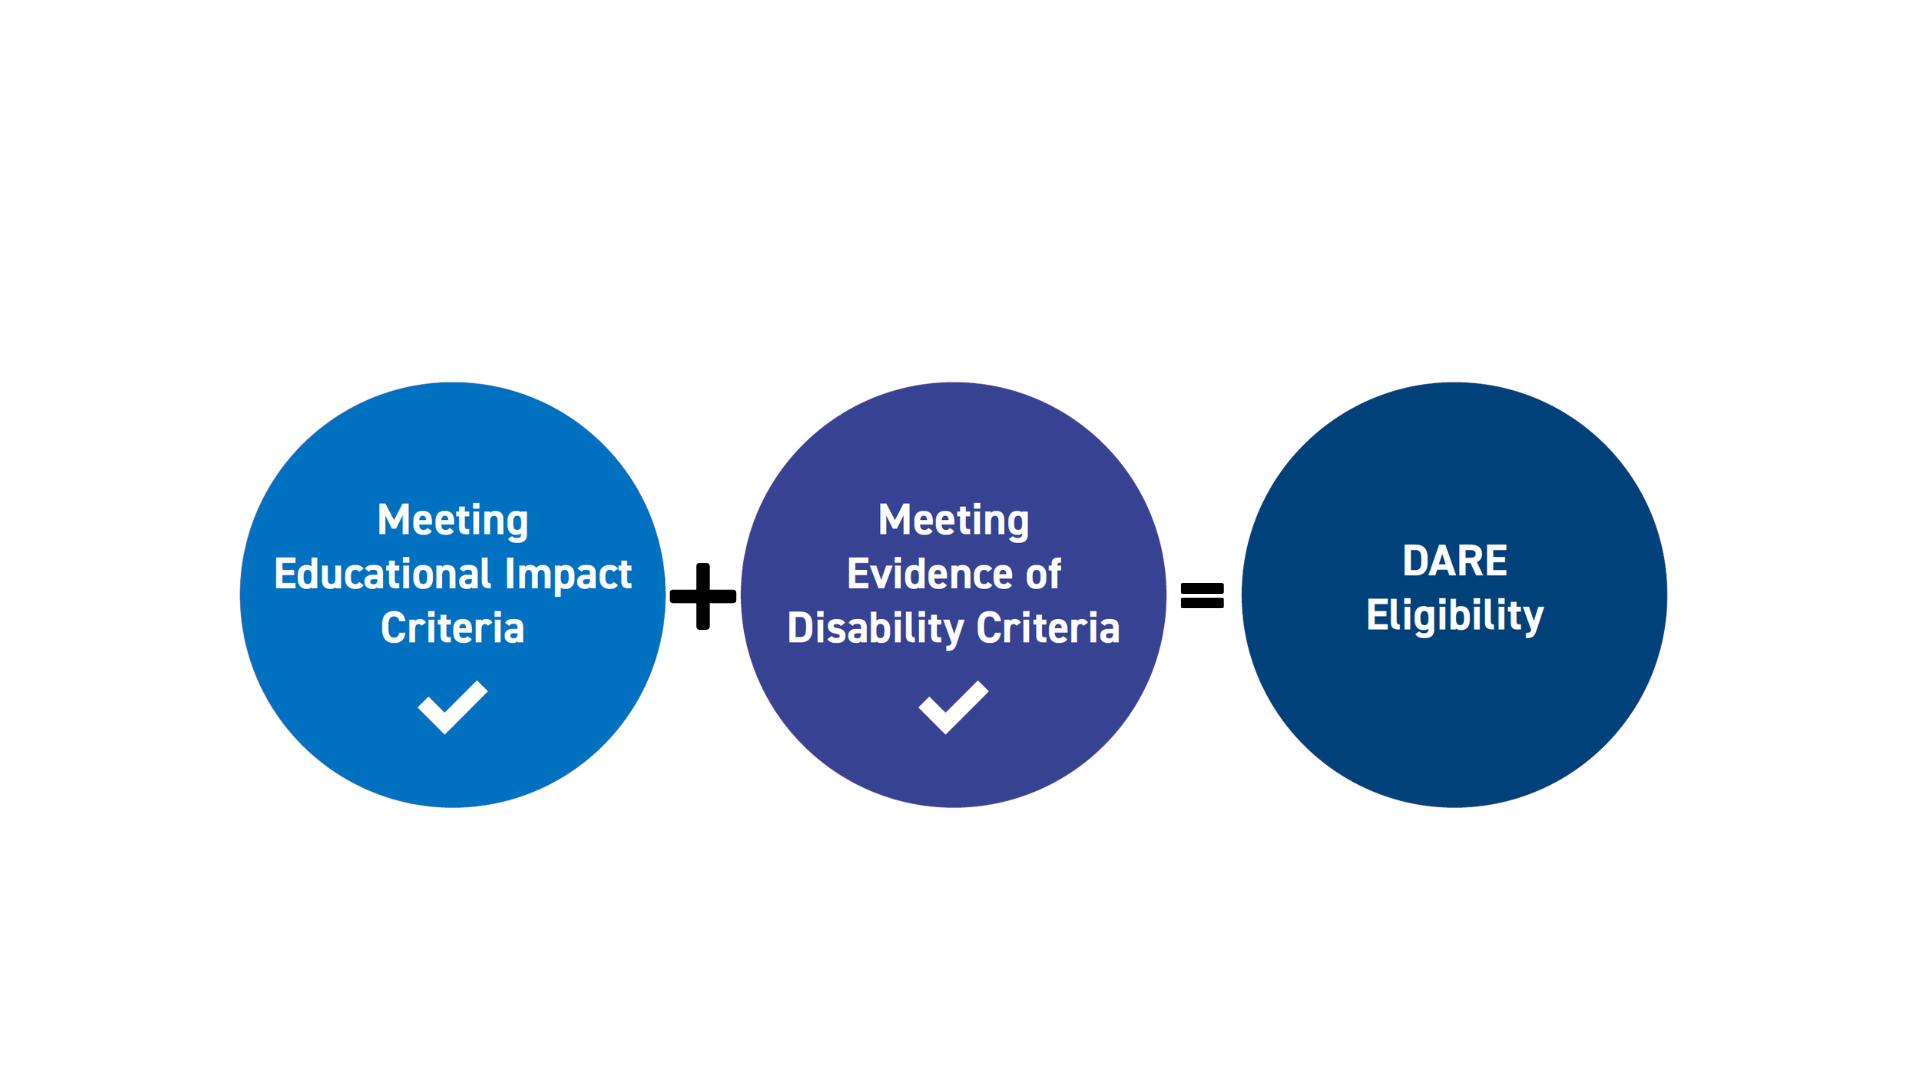 Meeting
Educational Impact
Criteria
+
Meeting
Evidence of
Disability Criteria
=
DARE
Eligibility